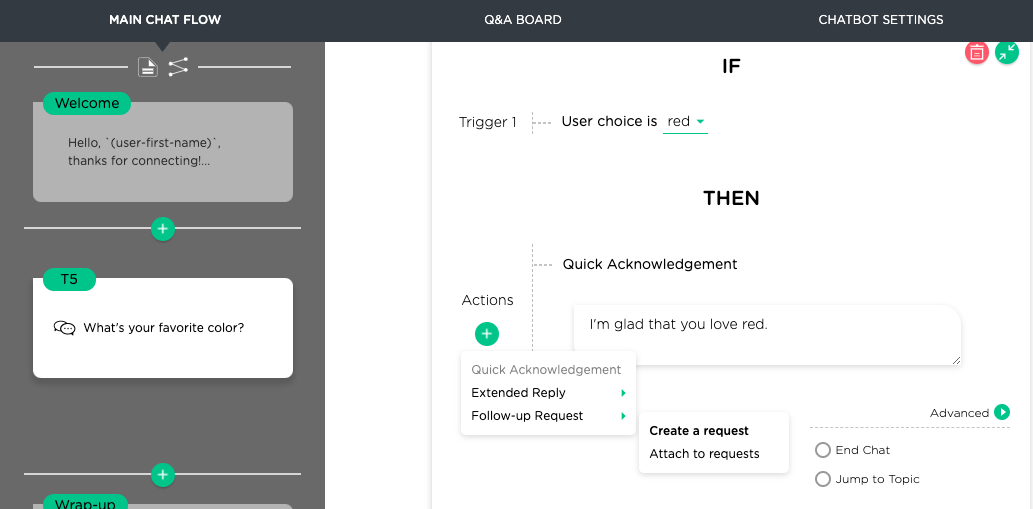 MAIN CHAT FLOW
Q&A BOARD
CHATBOT SETTINGS
Welcome
Hello, `(user-first-name)`,
thanks for connecting!...
T5
What's your favorite color?
Wrap-up
IF
Trigger 1
User choice is red
THEN
Quick Acknowledgement
Actions
I'm glad that you love red.
Quick Acknowledgement
Extended Reply
Follow-up Request
Create a request
Attach to requests
Advanced
End Chat
Jump to Topic